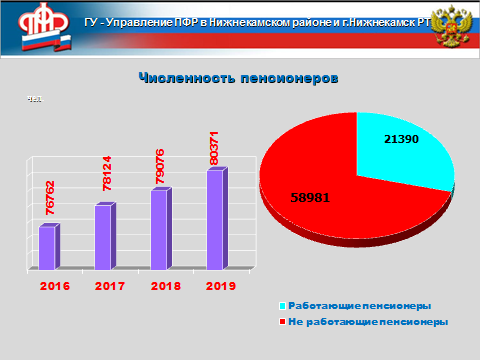 ГУ - Управление ПФР в Нижнекамском районе и г.Нижнекамск РТ
Численность пенсионеров
чел
76762
78124
79076
80371
2016 2017 2018 2019
21390
58981
Работающие пенсионеры
Не работающие пенсионеры